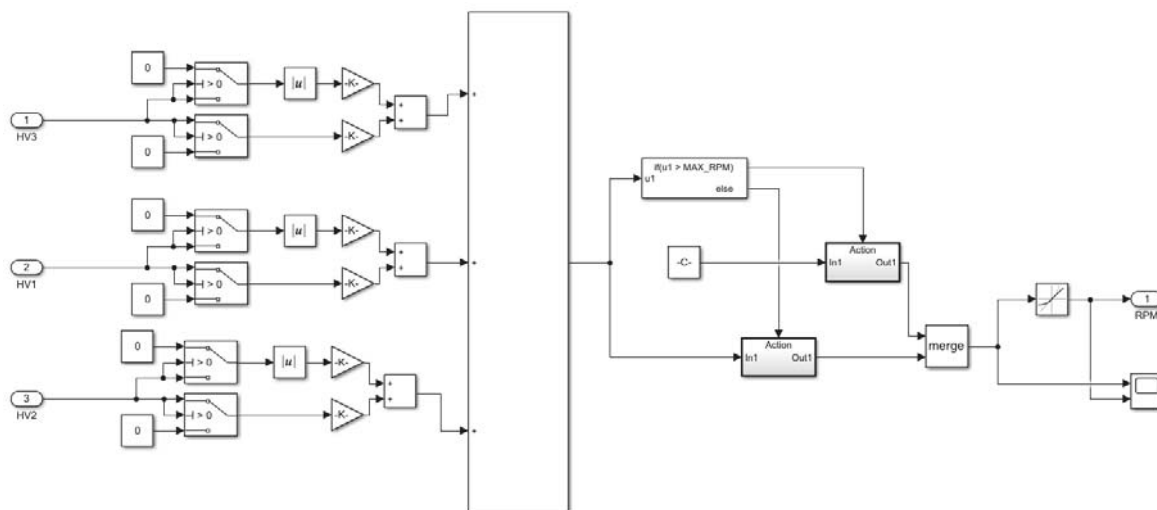 0
> 0
|u|
-K-
+
+
1
HV3
> 0
-K-
0
+
0
> 0
|u|
-K-
+
+
2
HV1
> 0
-K-
0
+
0
> 0
|u|
-K-
+
+
3
HV2
> 0
-K-
0
+
if(u1 > MAX_RPM)
u1
else
-C-
Action
In1 Out1
Action
In1 Out1
merge
1
RPM